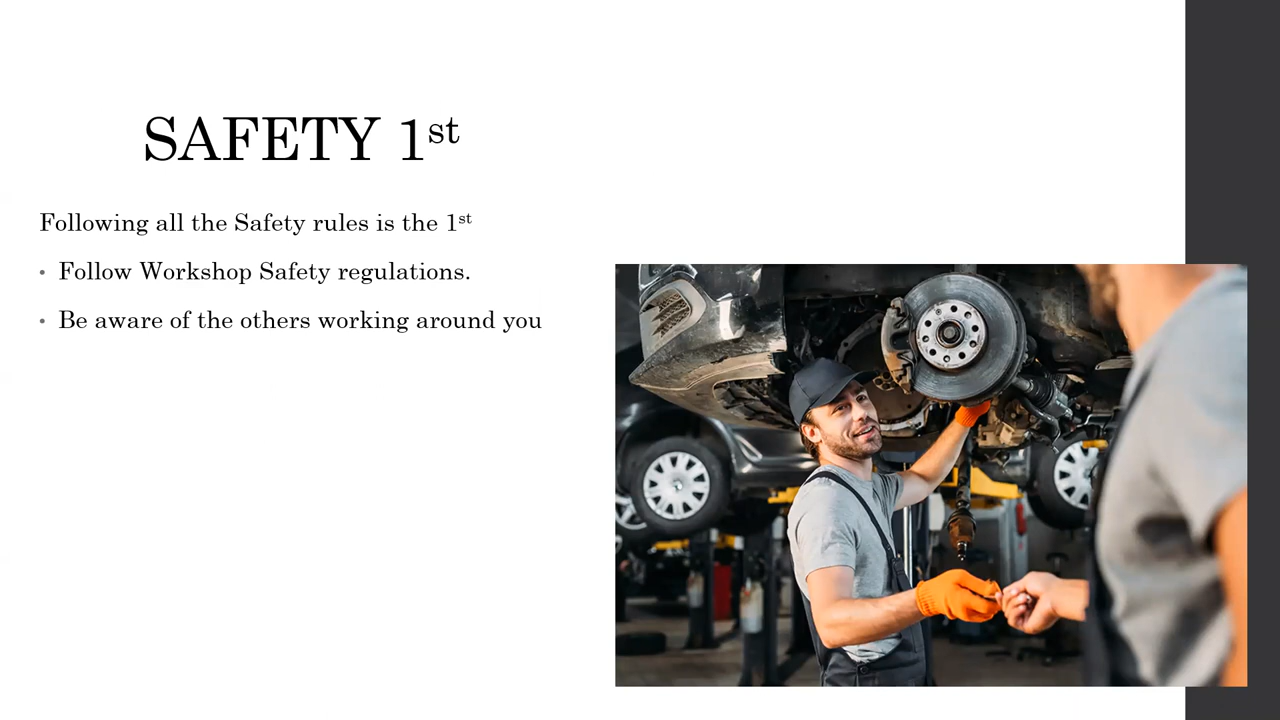 SAFETY 1st
Following all the Safety rules is the 1st
• Follow Workshop Safety regulations.
• Be aware of the others working around you